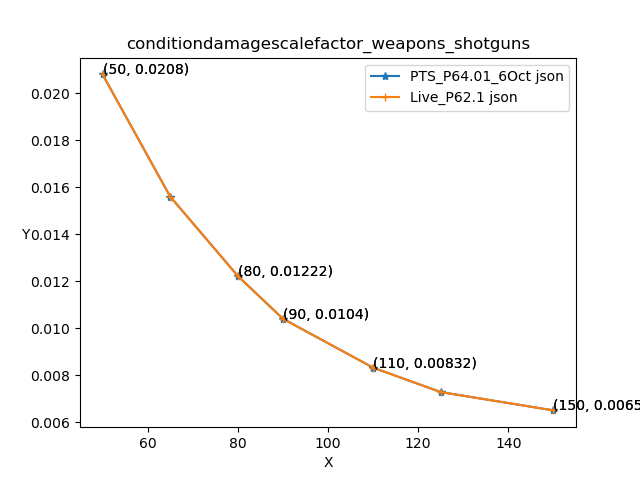 conditiondamagescalefactor_weapons_shotguns
PTS_P64.01_6Oct json
Live_P62.1 json
(50, 0.0208)
(80, 0.01222)
(90, 0.0104)
(110, 0.00832)
(150, 0.0065
Y
0.020
0.018
0.016
0.014
0.012
0.010
0.008
0.006
60 80 100 120 140
X